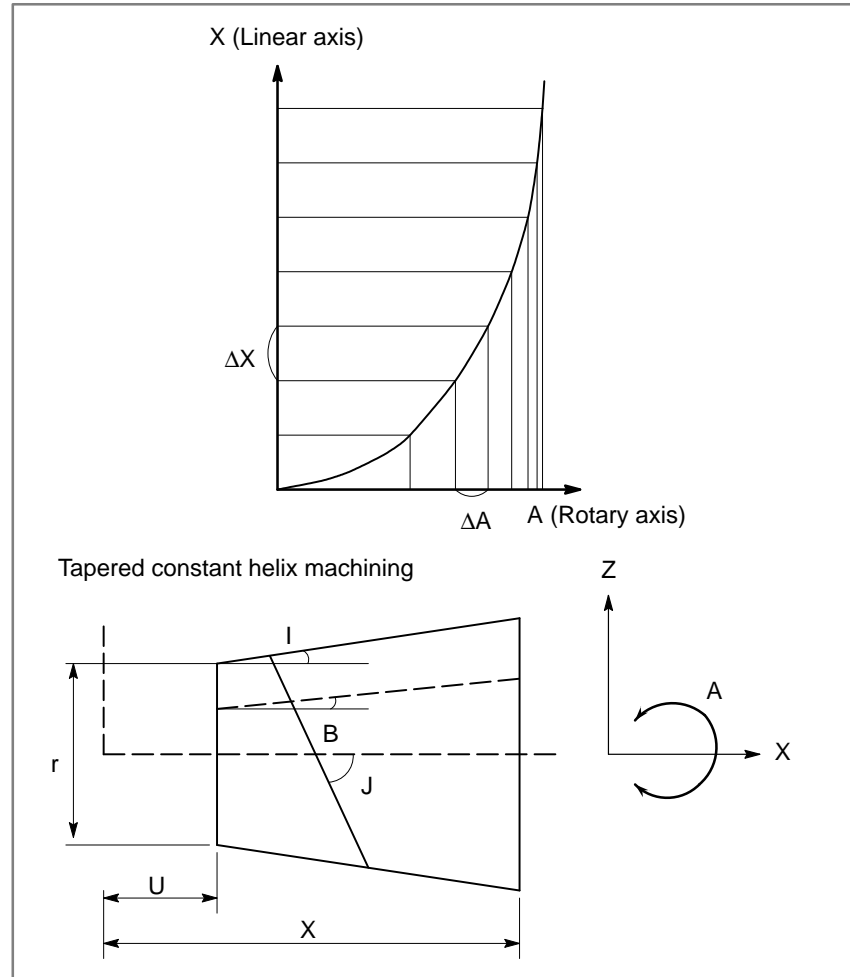 X (Linear axis)
ΔX
ΔA
A (Rotary axis)
Tapered constant helix machining
Z
I
A
B
X
r
J
U
X